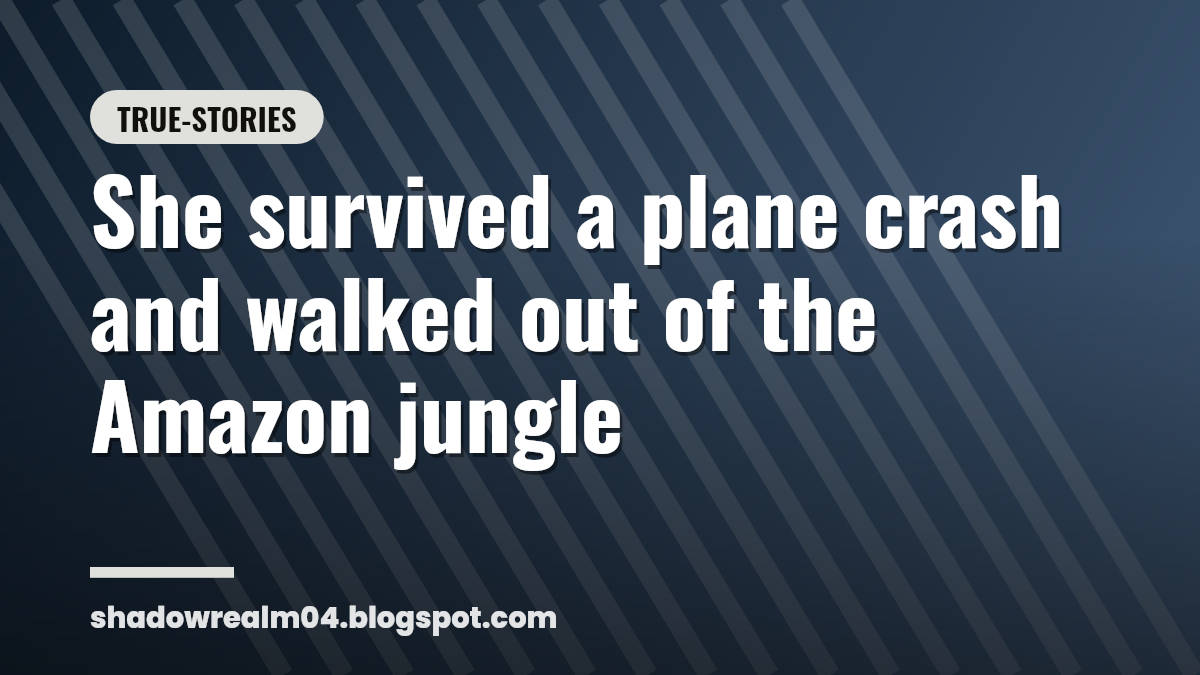 TRUE-STORIES
She survived a plane crash
and walked out of the
Amazon jungle
shadowrealm04.blogspot.com